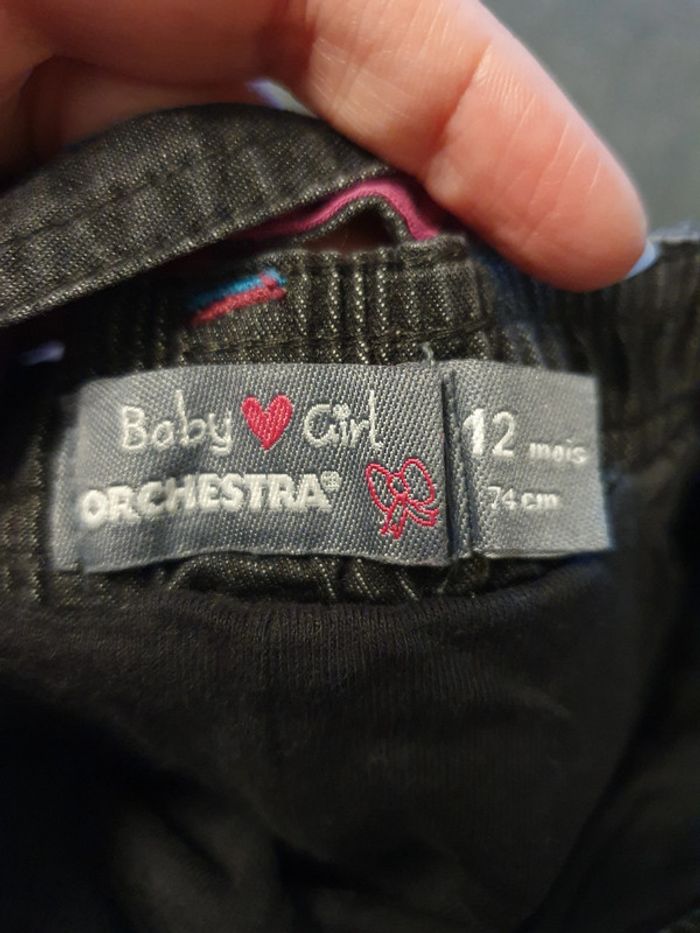 Baby Girl
ORCHESTRA®
12 mois
74 cm